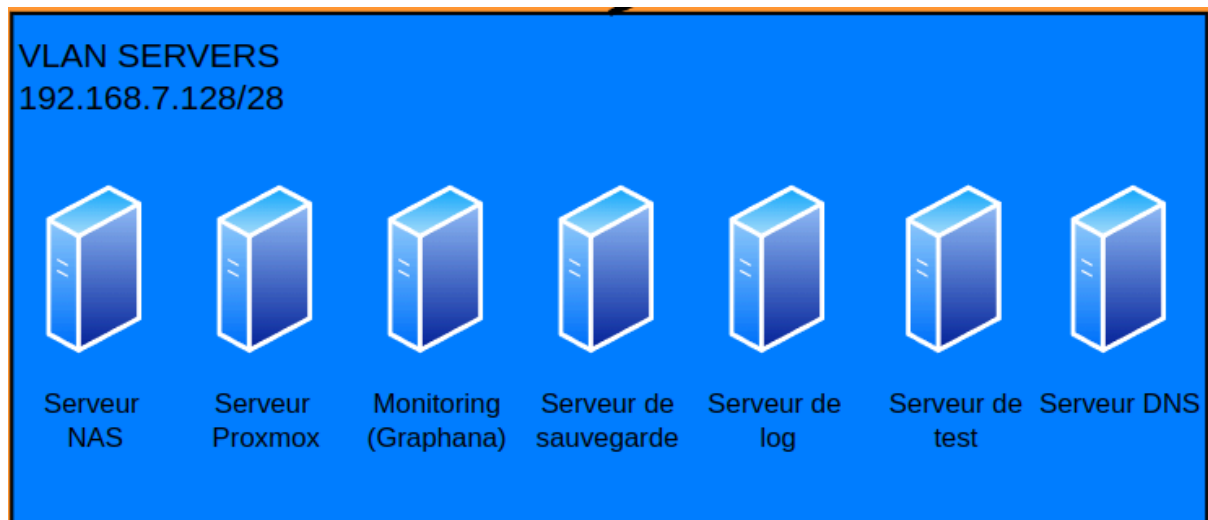 VLAN SERVERS
192.168.7.128/28
Serveur
NAS
Serveur
Proxmox
Monitoring
(Graphana)
Serveur de
sauvegarde
Serveur de
log
Serveur de
test
Serveur DNS